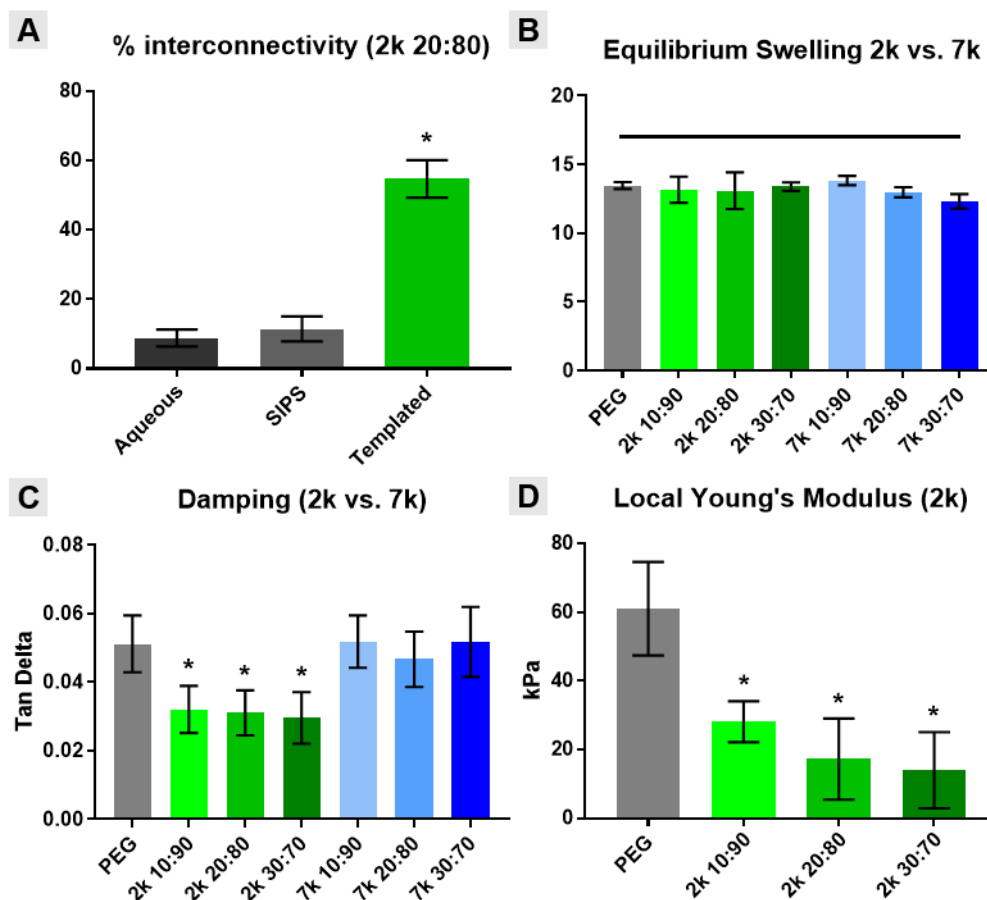 A
% interconnectivity (2k 20:80)
80
60
40
20
0
*
Aqueous
SIPS
Templated
B
Equilibrium Swelling 2k vs. 7k
20
15
10
5
0
PEG
2k 10:90
2k 20:80
2k 30:70
7k 10:90
7k 20:80
7k 30:70
C
Damping (2k vs. 7k)
Tan Delta
0.08
0.06
0.04
0.02
0.00
* * *
PEG
2k 10:90
2k 20:80
2k 30:70
7k 10:90
7k 20:80
7k 30:70
D
Local Young's Modulus (2k)
kPa
80
60
40
20
0
* * *
PEG
2k 10:90
2k 20:80
2k 30:70